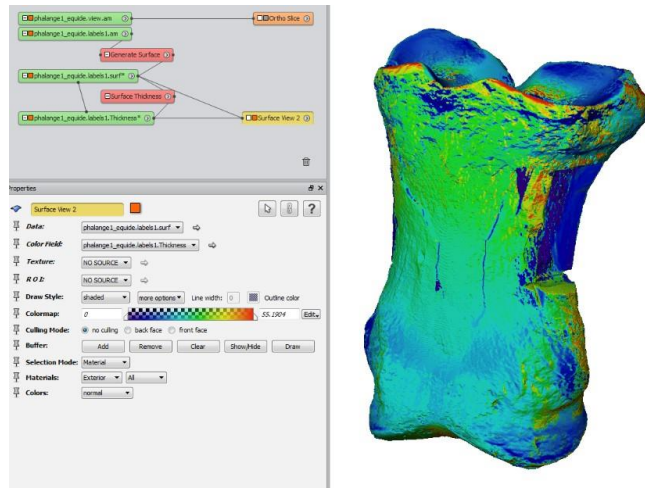 phalange1_equide.view.am
Ortho Slice
phalange1_equide.labels1.am
Generate Surface
phalange1_equide.labels1.surf*
Surface Thickness
phalange1_equide.labels1.Thickness*
Surface View 2
Properties
Surface View 2
?
Data: phalange1_equide.labels1.surf
Color Field: phalange1_equide.labels1.Thickness
Texture: NO SOURCE
R O I: NO SOURCE
Draw Style: shaded more options Line width: 0 Outline color
Colormap: 0 55.1904 Edit
Culling Mode: no culling back face front face
Buffer: Add Remove Clear Show/Hide Draw
Selection Mode: Material
Materials: Exterior All
Colors: normal